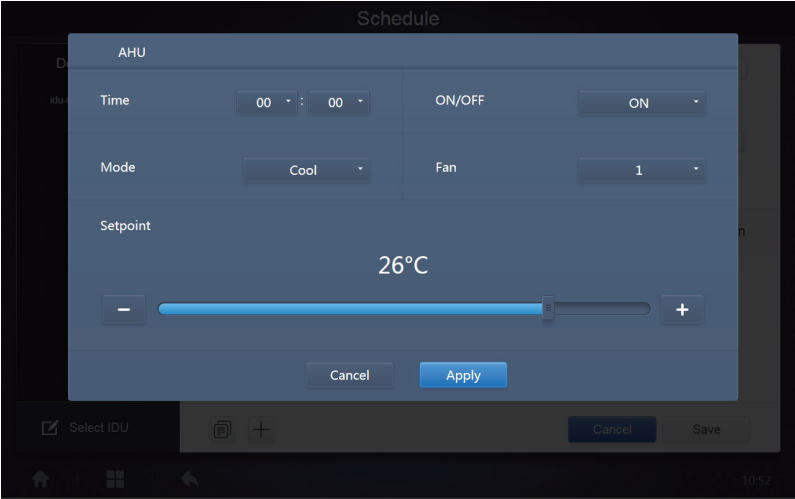 Schedule
AHU
Time 00 : 00 ON/OFF ON
Mode Cool Fan 1
Setpoint
26°C
− +
Cancel Apply
Select IDU Cancel Save
10:52